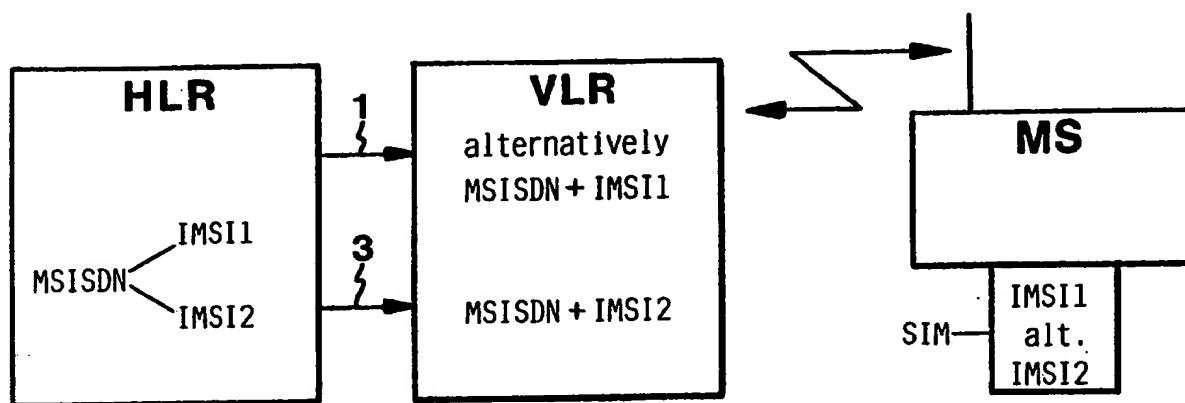 HLR
MSISDN
IMSI1
IMSI2
1
3
VLR
alternatively
MSISDN + IMSI1
MSISDN + IMSI2
MS
SIM
IMSI1
alt.
IMSI2